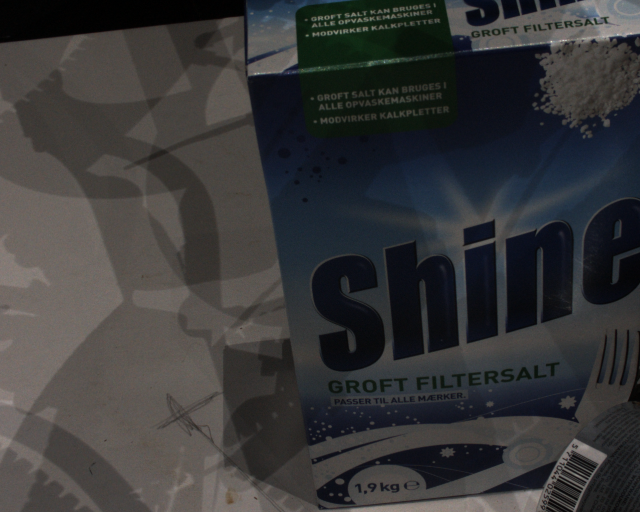 • GROFT SALT KAN BRUGES I
ALLE OPVASKEMASKINER
• MODVIRKER KALKPLETTER
Shine
GROFT FILTERSALT
• GROFT SALT KAN BRUGES I
ALLE OPVASKEMASKINER
• MODVIRKER KALKPLETTER
Shine
GROFT FILTERSALT
PASSER TIL ALLE MÆRKER.
1,9 kg ℮